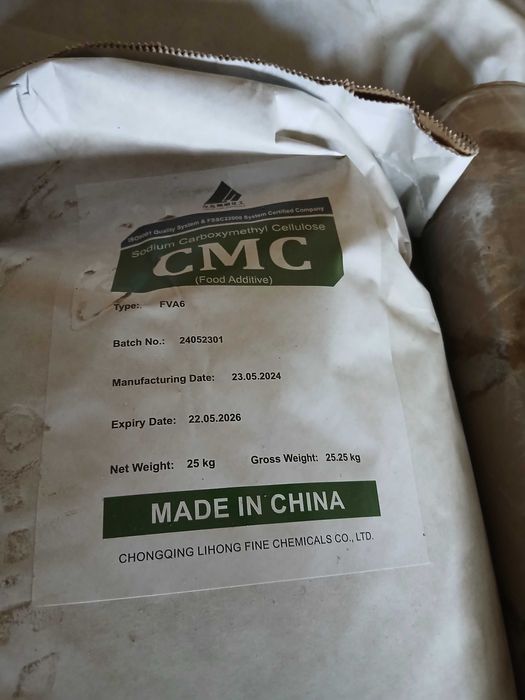 ISO9001 Quality System & FSSC22000 System Certified Company
Sodium Carboxymethyl Cellulose
CMC
(Food Additive)
Type: FVA6
Batch No.: 24052301
Manufacturing Date: 23.05.2024
Expiry Date: 22.05.2026
Net Weight: 25 kg Gross Weight: 25.25 kg
MADE IN CHINA
CHONGQING LIHONG FINE CHEMICALS CO., LTD.